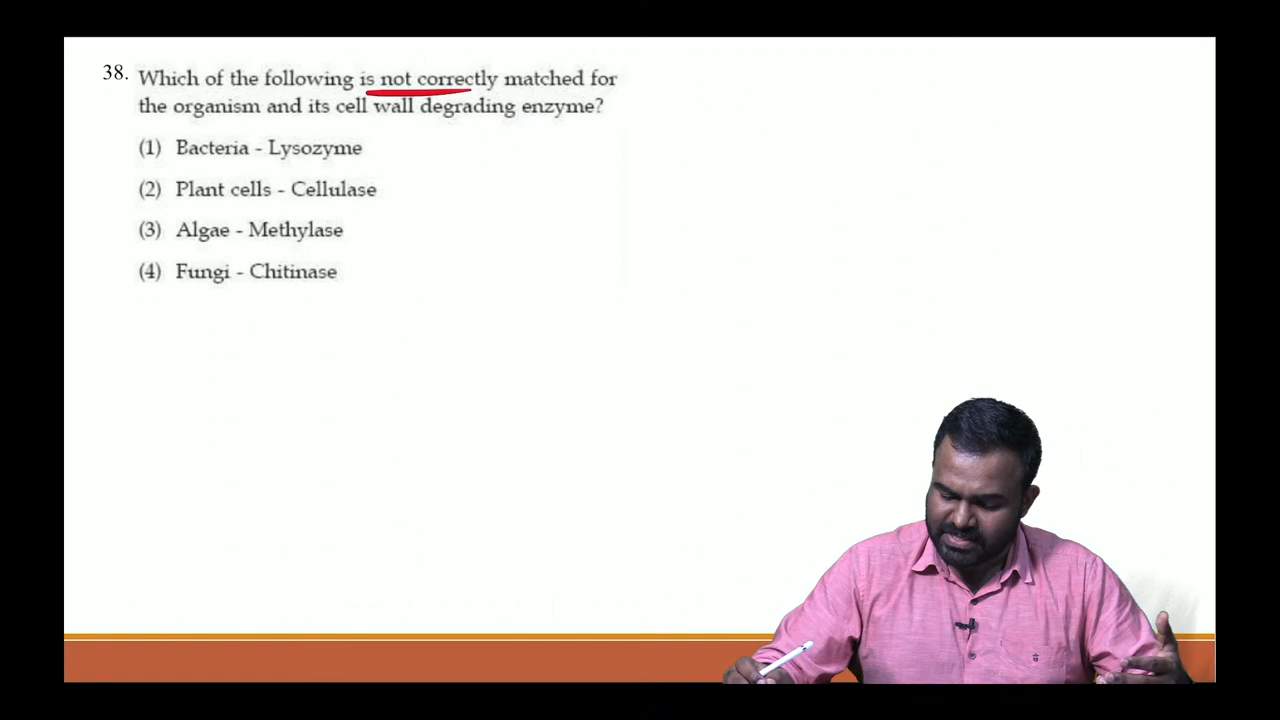 38. Which of the following is not correctly matched for
the organism and its cell wall degrading enzyme?
(1) Bacteria - Lysozyme
(2) Plant cells - Cellulase
(3) Algae - Methylase
(4) Fungi - Chitinase